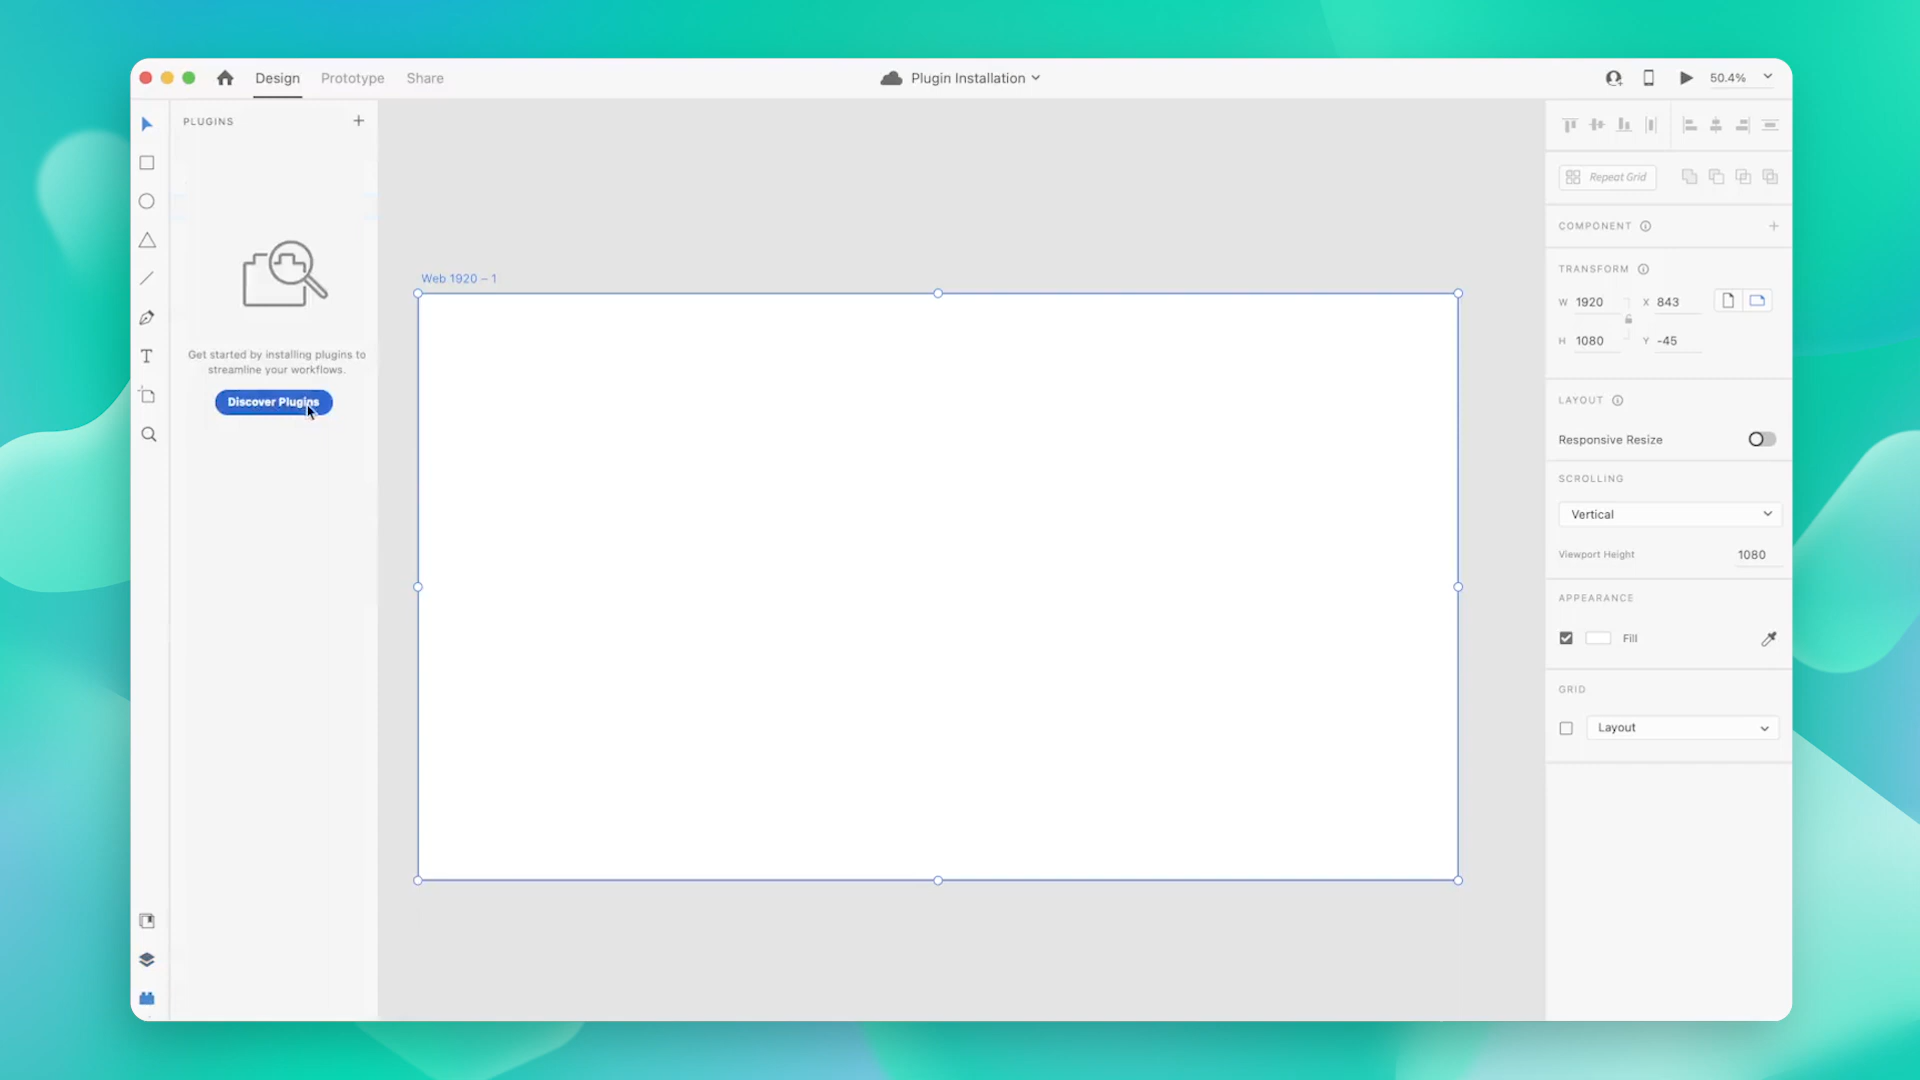 Design Prototype Share
Plugin Installation
50.4%
PLUGINS
Get started by installing plugins to
streamline your workflows.
Discover Plugins
T
Web 1920 – 1
Repeat Grid
COMPONENT
TRANSFORM
W 1920 X 843
H 1080 Y -45
LAYOUT
Responsive Resize
SCROLLING
Vertical
Viewport Height 1080
APPEARANCE
Fill
GRID
Layout